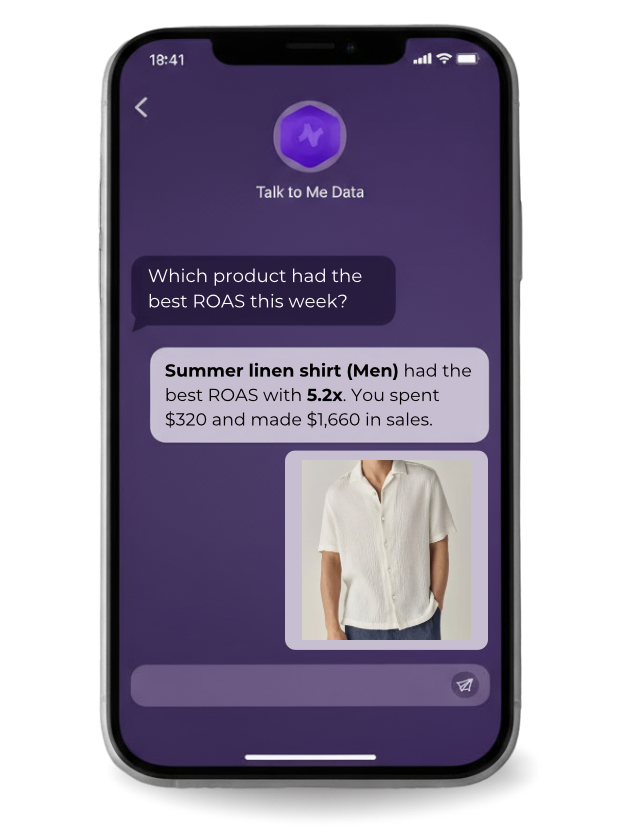 18:41
Talk to Me Data
Which product had the
best ROAS this week?
Summer linen shirt (Men) had the
best ROAS with 5.2x. You spent
$320 and made $1,660 in sales.